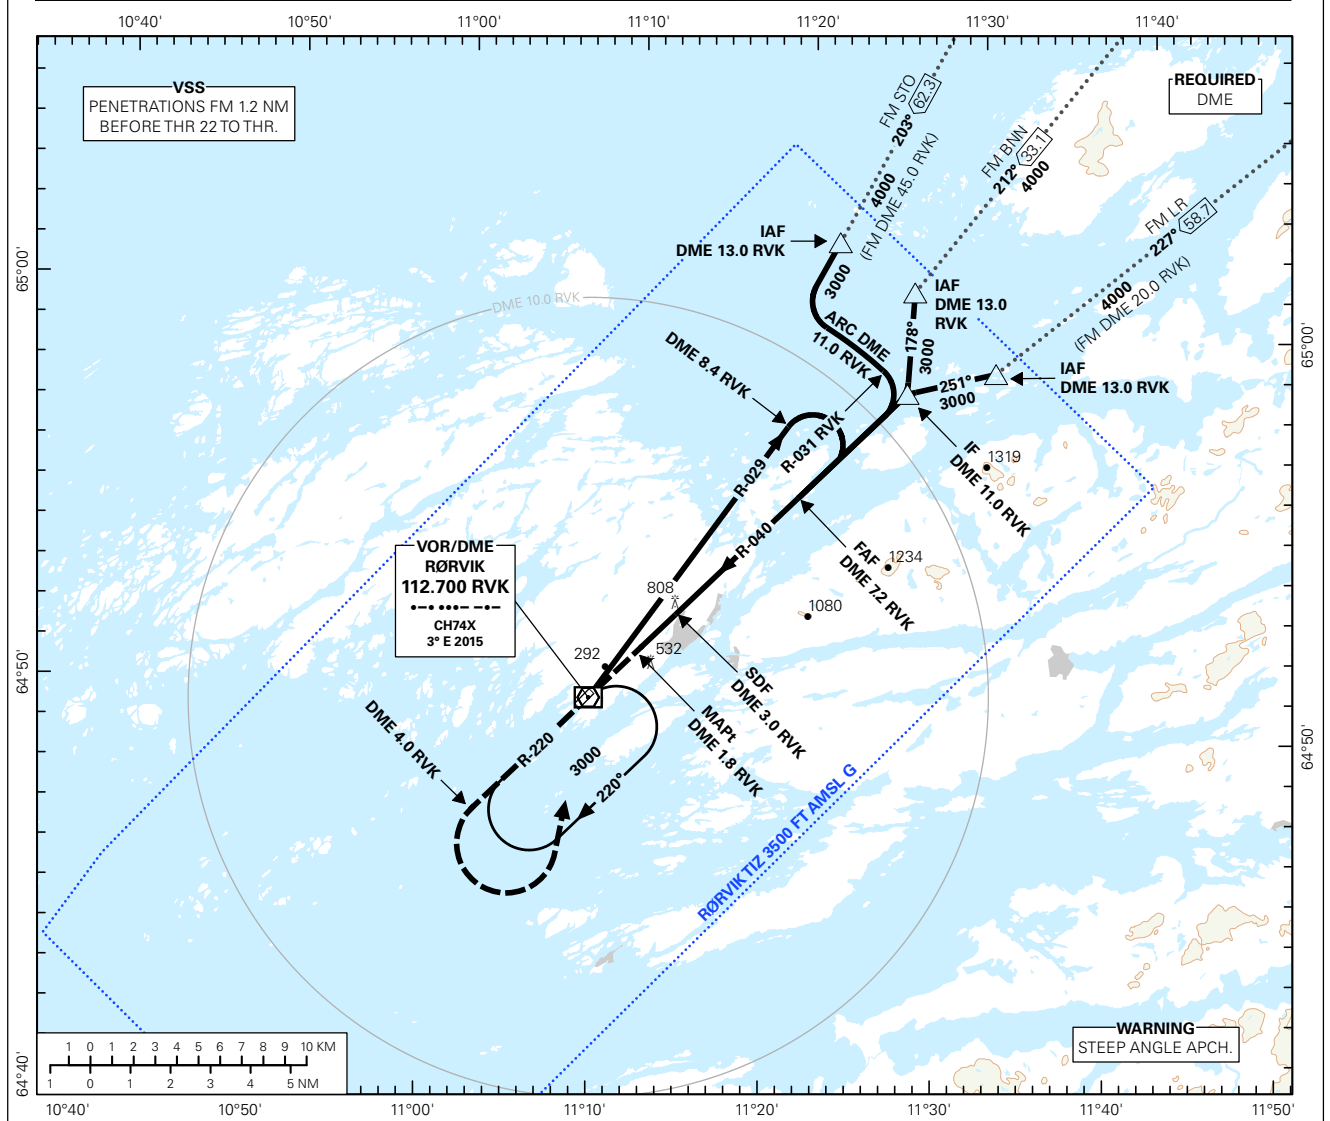 10°40'
10°50'
11°00'
11°10'
11°20'
11°30'
11°40'
VSS
PENETRATIONS FM 1.2 NM
BEFORE THR 22 TO THR.
REQUIRED
DME
FM STO
203° 62.3
4000
(FM DME 45.0 RVK)
FM BNN
212° 33.1
4000
FM LR
227° 58.7
4000
(FM DME 20.0 RVK)
IAF
DME 13.0 RVK
3000
IAF
DME 13.0
RVK
ARC DME
11.0 RVK
178°
3000
251°
3000
IAF
DME 13.0 RVK
65°00'
65°00'
DME 10.0 RVK
DME 8.4 RVK
R-031 RVK
R-029
IF
DME 11.0 RVK
1319
R-040
FAF
DME 7.2 RVK
1234
1080
VOR/DME
RØRVIK
112.700 RVK
CH74X
3° E 2015
808
532
292
SDF
DME 3.0 RVK
MAPt
DME 1.8 RVK
64°50'
64°50'
DME 4.0 RVK
R-220
3000
220°
RØRVIK TIZ 3500 FT AMSL G
WARNING
STEEP ANGLE APCH.
1 0 1 2 3 4 5 6 7 8 9 10 KM
1 0 1 2 3 4 5 NM
64°40'
10°40'
10°50'
11°00'
11°10'
11°20'
11°30'
11°40'
11°50'